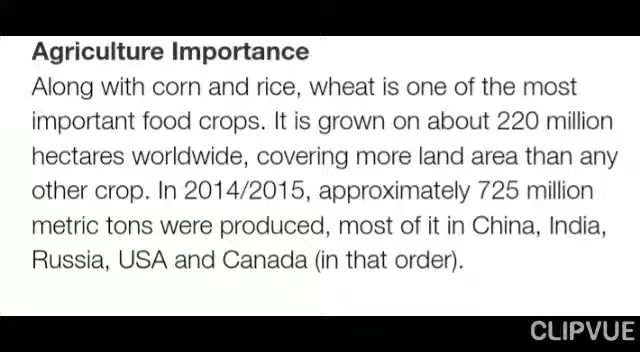 Agriculture Importance
Along with corn and rice, wheat is one of the most
important food crops. It is grown on about 220 million
hectares worldwide, covering more land area than any
other crop. In 2014/2015, approximately 725 million
metric tons were produced, most of it in China, India,
Russia, USA and Canada (in that order).
CLIPVUE